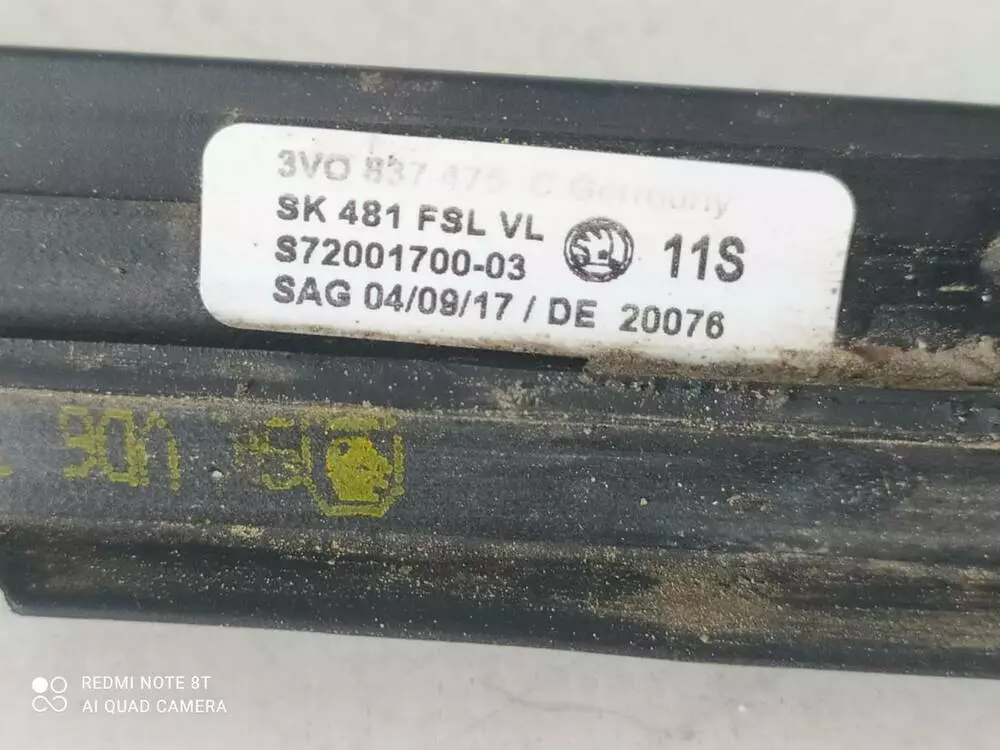 3V0 837 475 C Germany
SK 481 FSL VL
S72001700-03
11S
SAG 04/09/17 / DE 20076
REDMI NOTE 8T
AI QUAD CAMERA